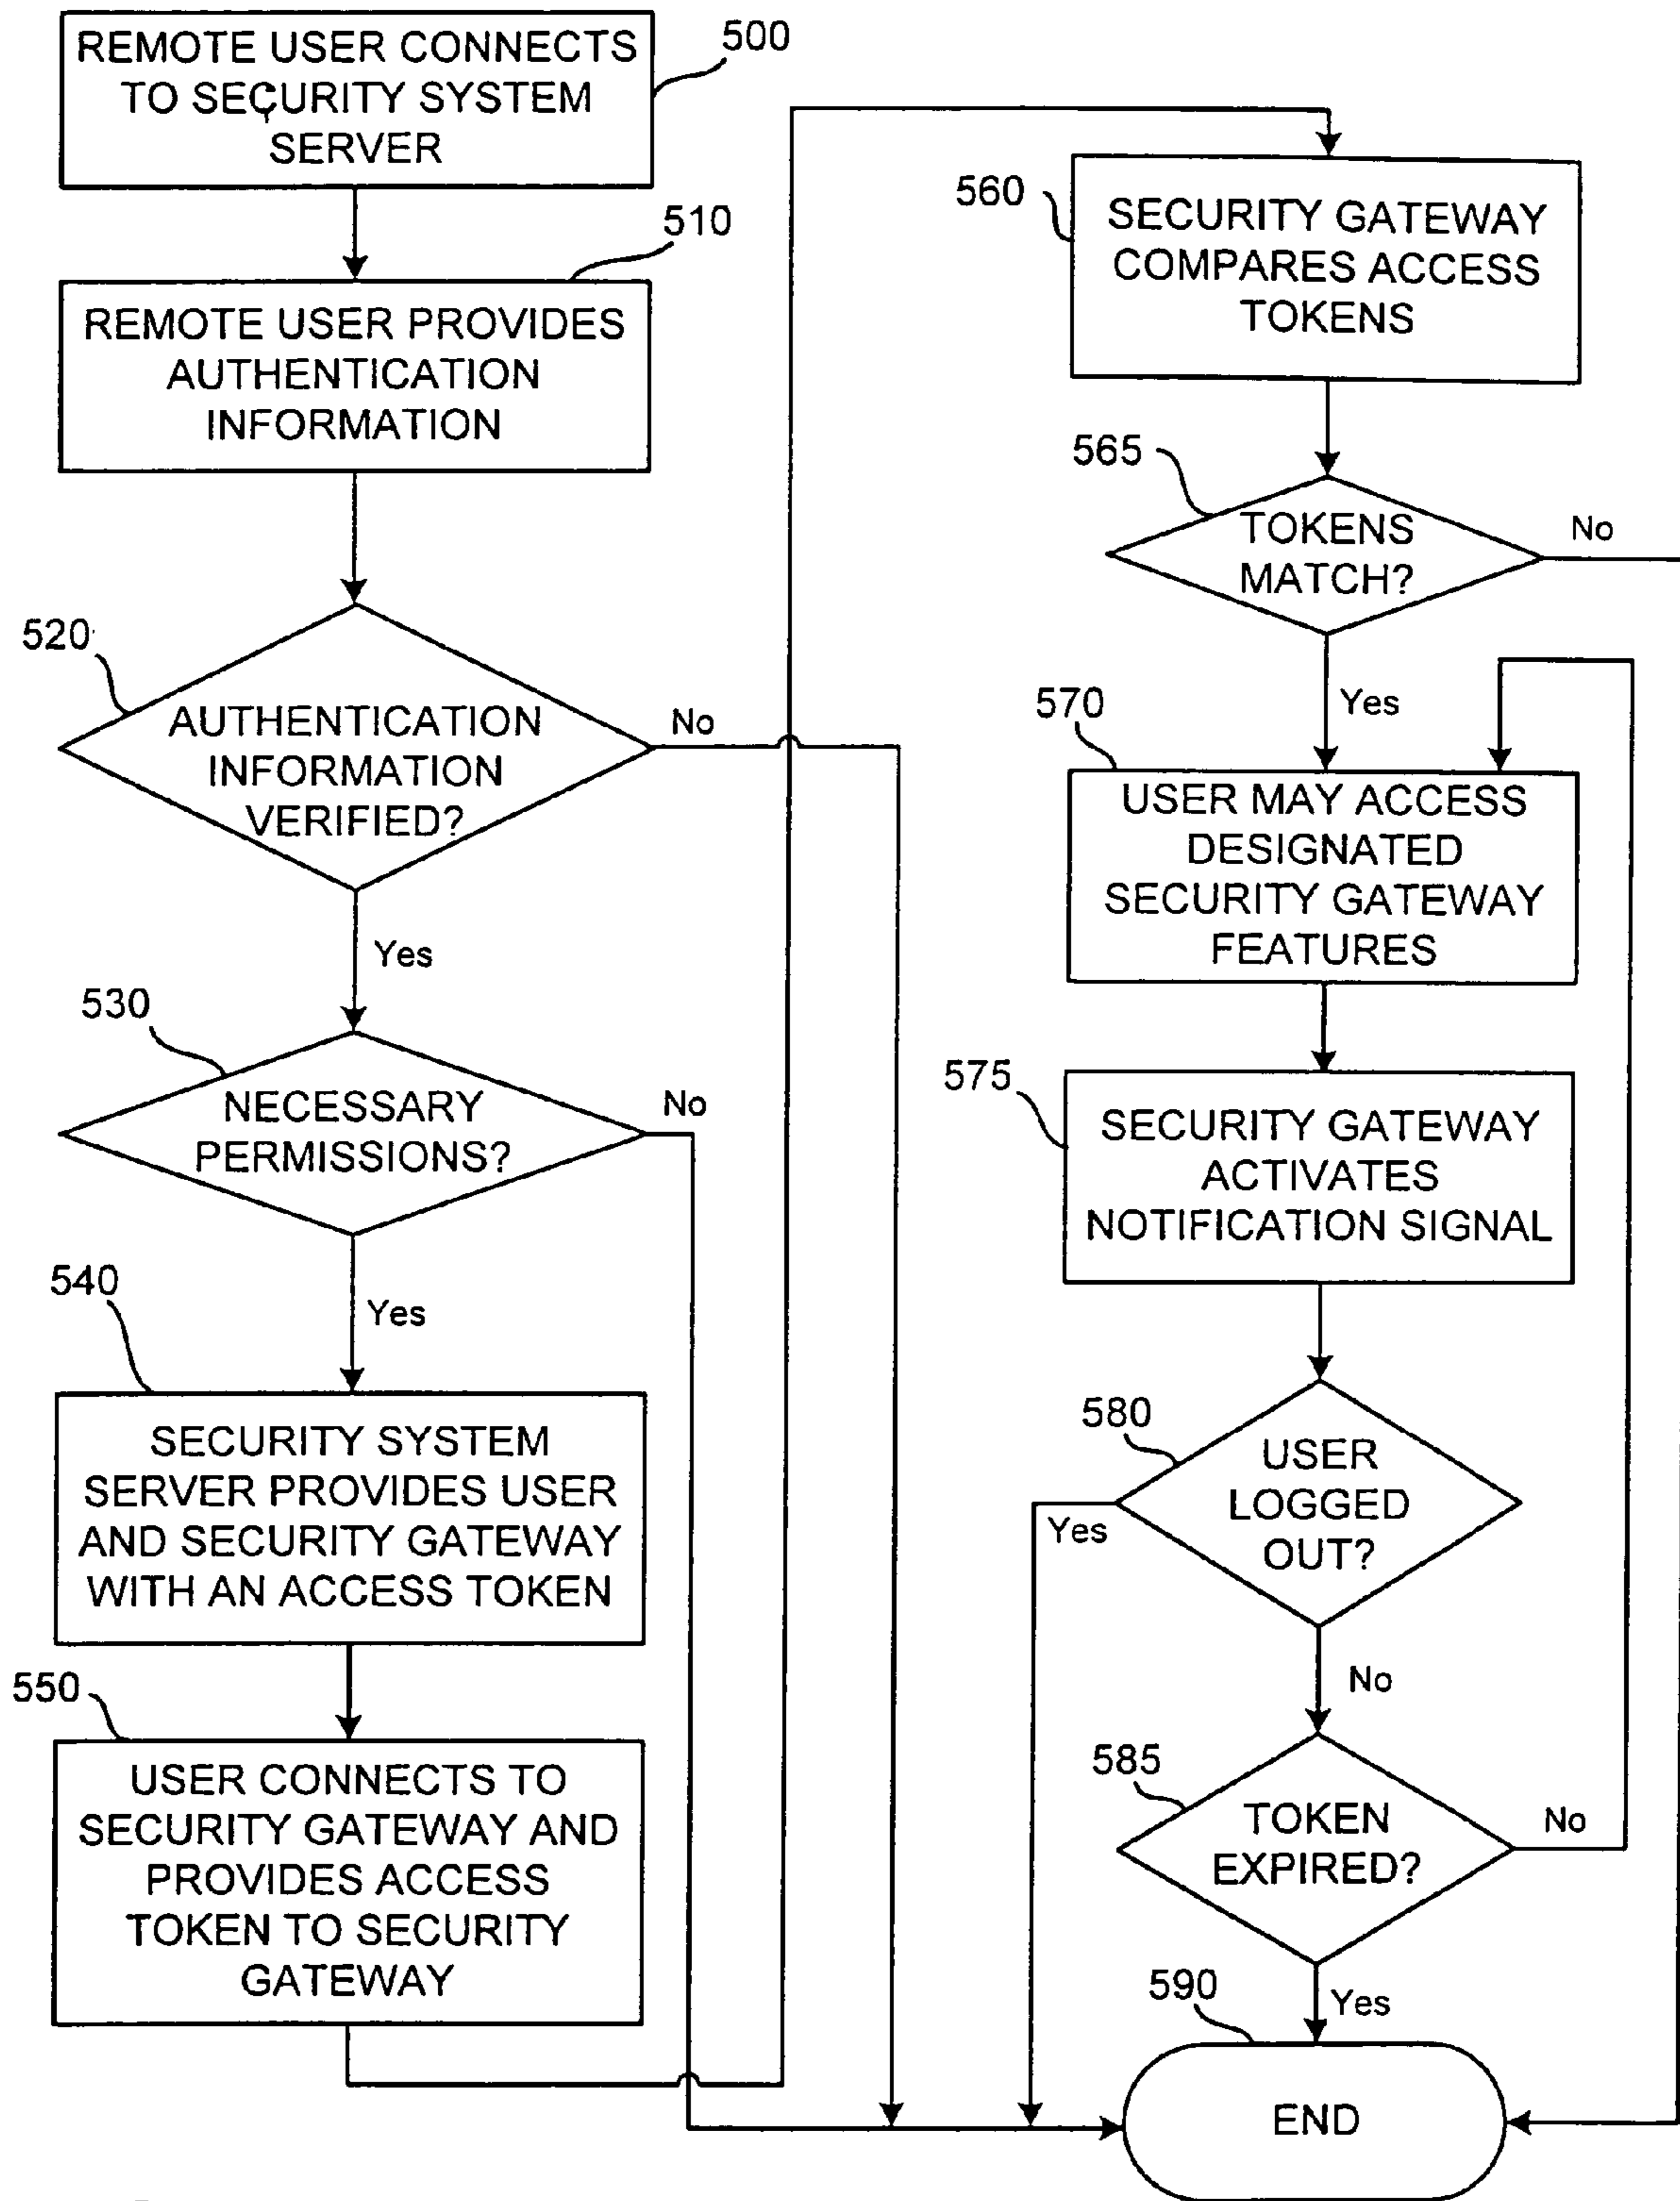 REMOTE USER CONNECTS
TO SECURITY SYSTEM
SERVER
500
510
REMOTE USER PROVIDES
AUTHENTICATION
INFORMATION
520
AUTHENTICATION
INFORMATION
VERIFIED?
No
Yes
530
NECESSARY
PERMISSIONS?
No
Yes
540
SECURITY SYSTEM
SERVER PROVIDES USER
AND SECURITY GATEWAY
WITH AN ACCESS TOKEN
550
USER CONNECTS TO
SECURITY GATEWAY AND
PROVIDES ACCESS
TOKEN TO SECURITY
GATEWAY
560
SECURITY GATEWAY
COMPARES ACCESS
TOKENS
565
TOKENS
MATCH?
No
Yes
570
USER MAY ACCESS
DESIGNATED
SECURITY GATEWAY
FEATURES
575
SECURITY GATEWAY
ACTIVATES
NOTIFICATION SIGNAL
580
USER
LOGGED
OUT?
Yes
No
585
TOKEN
EXPIRED?
No
Yes
590
END